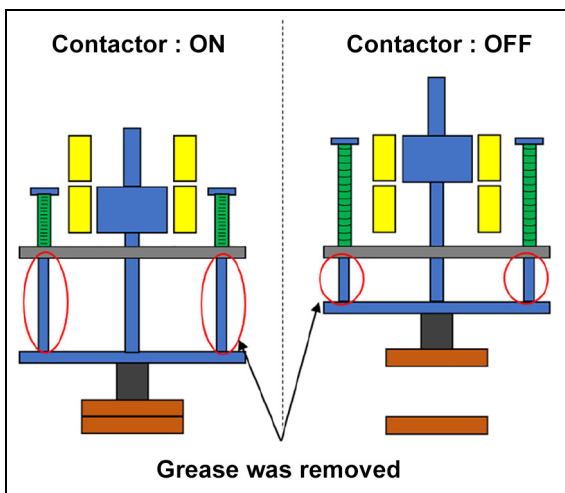 Contactor : ON
Contactor : OFF
Grease was removed